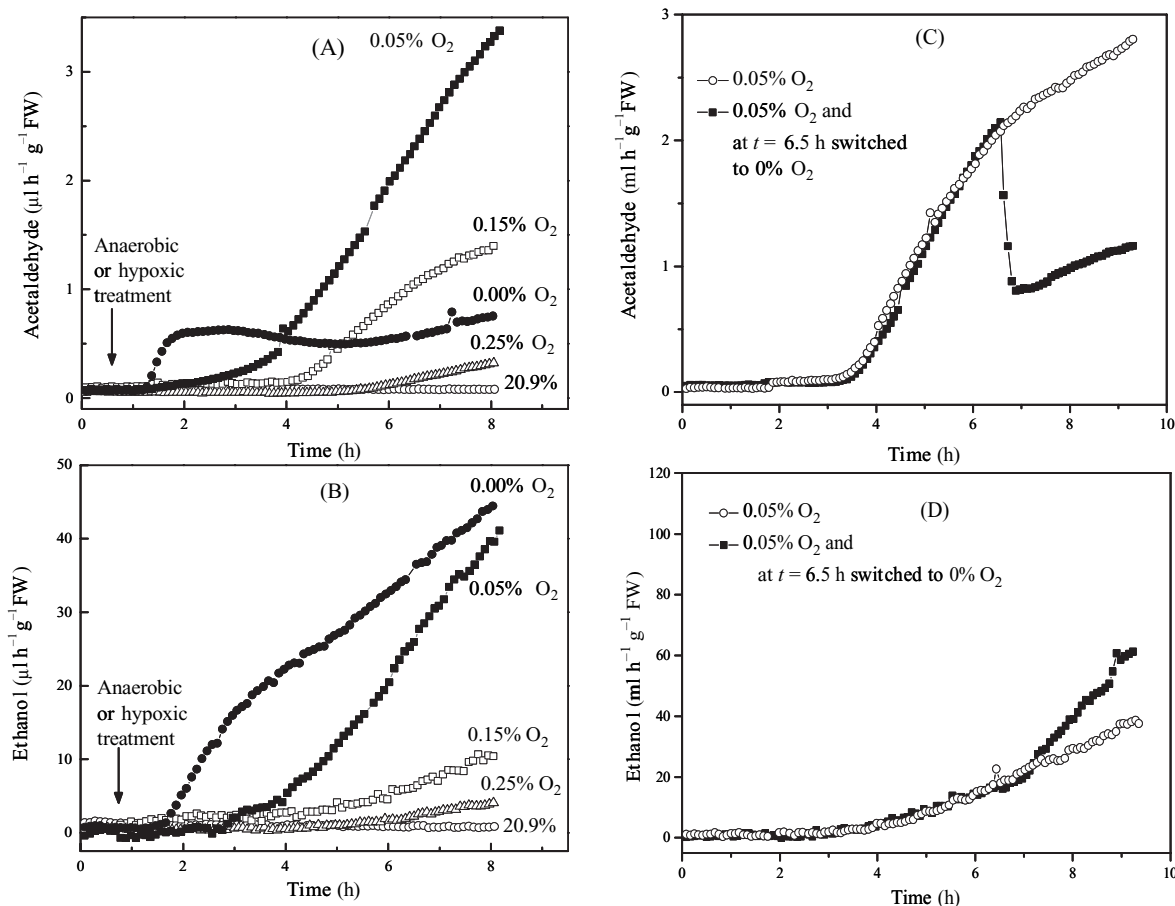 (A)
0.05% O2
3
2
1
0
Acetaldehyde (µl h−1 g−1 FW)
0.15% O2
Anaerobic
or hypoxic
treatment
0.00% O2
0.25% O2
20.9%
0 2 4 6 8
Time (h)
(C)
3
2
1
0
Acetaldehyde (ml h−1 g−1 FW)
0.05% O2
0.05% O2 and
at t = 6.5 h switched
to 0% O2
0 2 4 6 8 10
Time (h)
(B)
50
40
30
20
10
0
Ethanol (µl h−1 g−1 FW)
0.00% O2
0.05% O2
Anaerobic
or hypoxic
treatment
0.15% O2
0.25% O2
20.9%
0 2 4 6 8
Time (h)
(D)
120
100
80
60
40
20
0
Ethanol (ml h−1 g−1 FW)
0.05% O2
0.05% O2 and
at t = 6.5 h switched to 0% O2
0 2 4 6 8 10
Time (h)